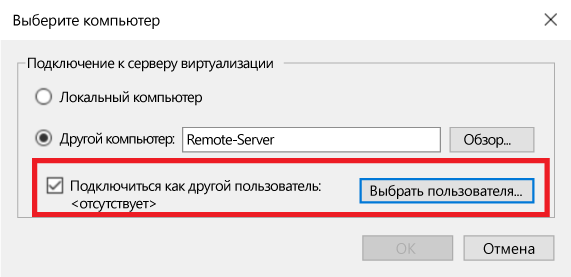 Выберите компьютер
Подключение к серверу виртуализации
Локальный компьютер
Другой компьютер: Remote-Server Обзор...
Подключиться как другой пользователь: Выбрать пользователя...
<отсутствует>
ОК Отмена